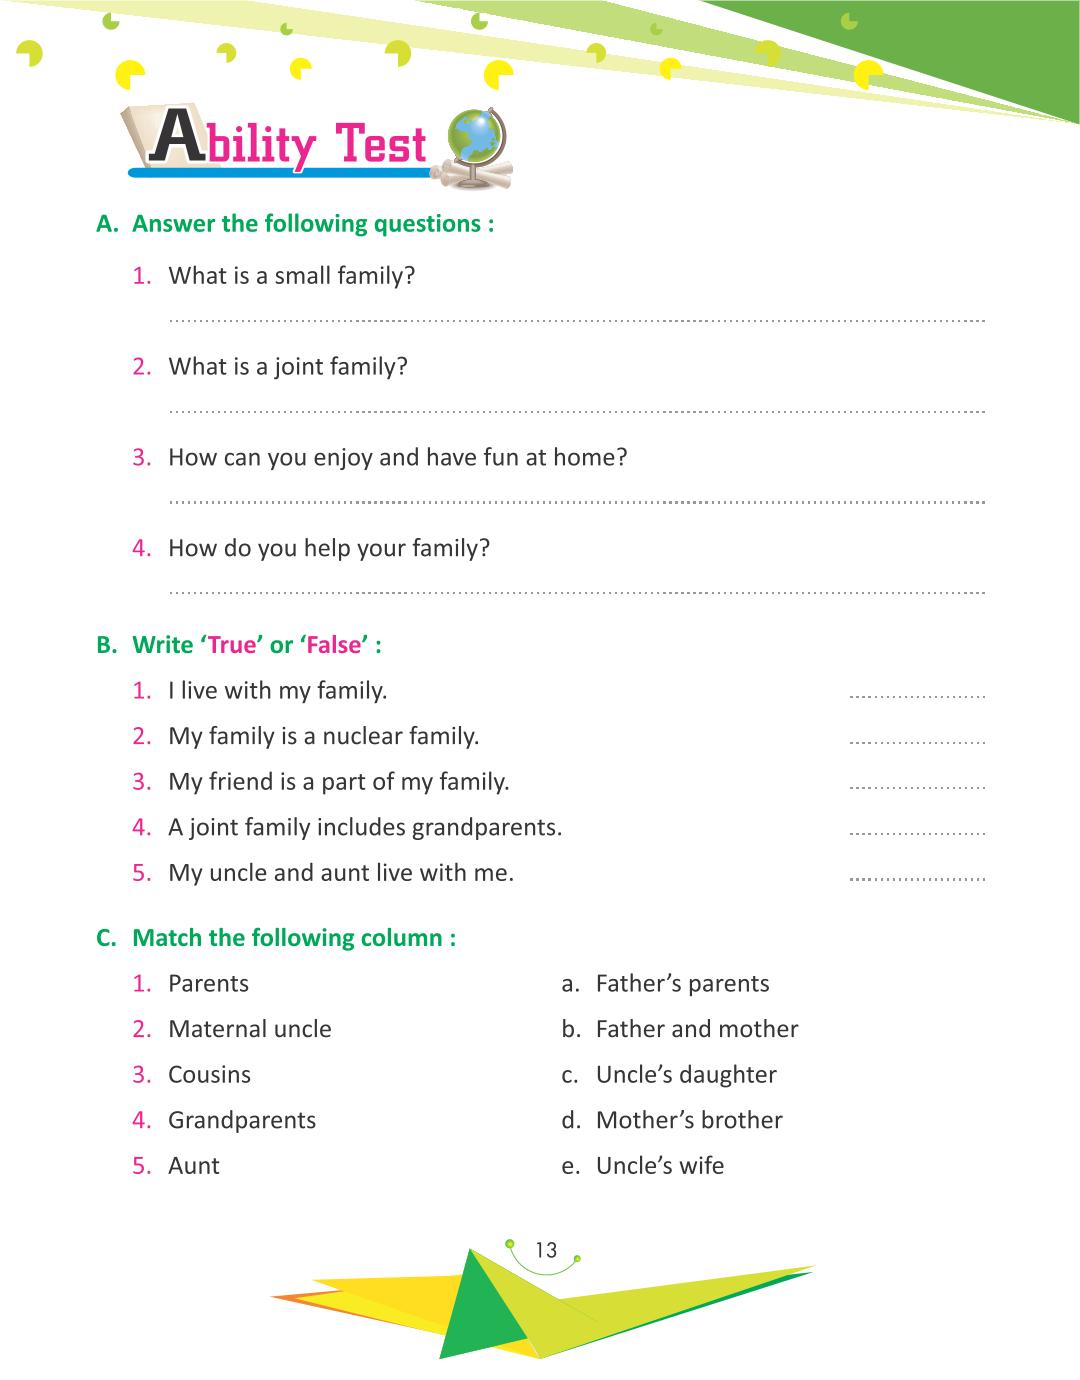 Ability Test
A. Answer the following questions :
1. What is a small family?
2. What is a joint family?
3. How can you enjoy and have fun at home?
4. How do you help your family?
B. Write ‘True’ or ‘False’ :
1. I live with my family.
2. My family is a nuclear family.
3. My friend is a part of my family.
4. A joint family includes grandparents.
5. My uncle and aunt live with me.
C. Match the following column :
1. Parents a. Father’s parents
2. Maternal uncle b. Father and mother
3. Cousins c. Uncle’s daughter
4. Grandparents d. Mother’s brother
5. Aunt e. Uncle’s wife
13